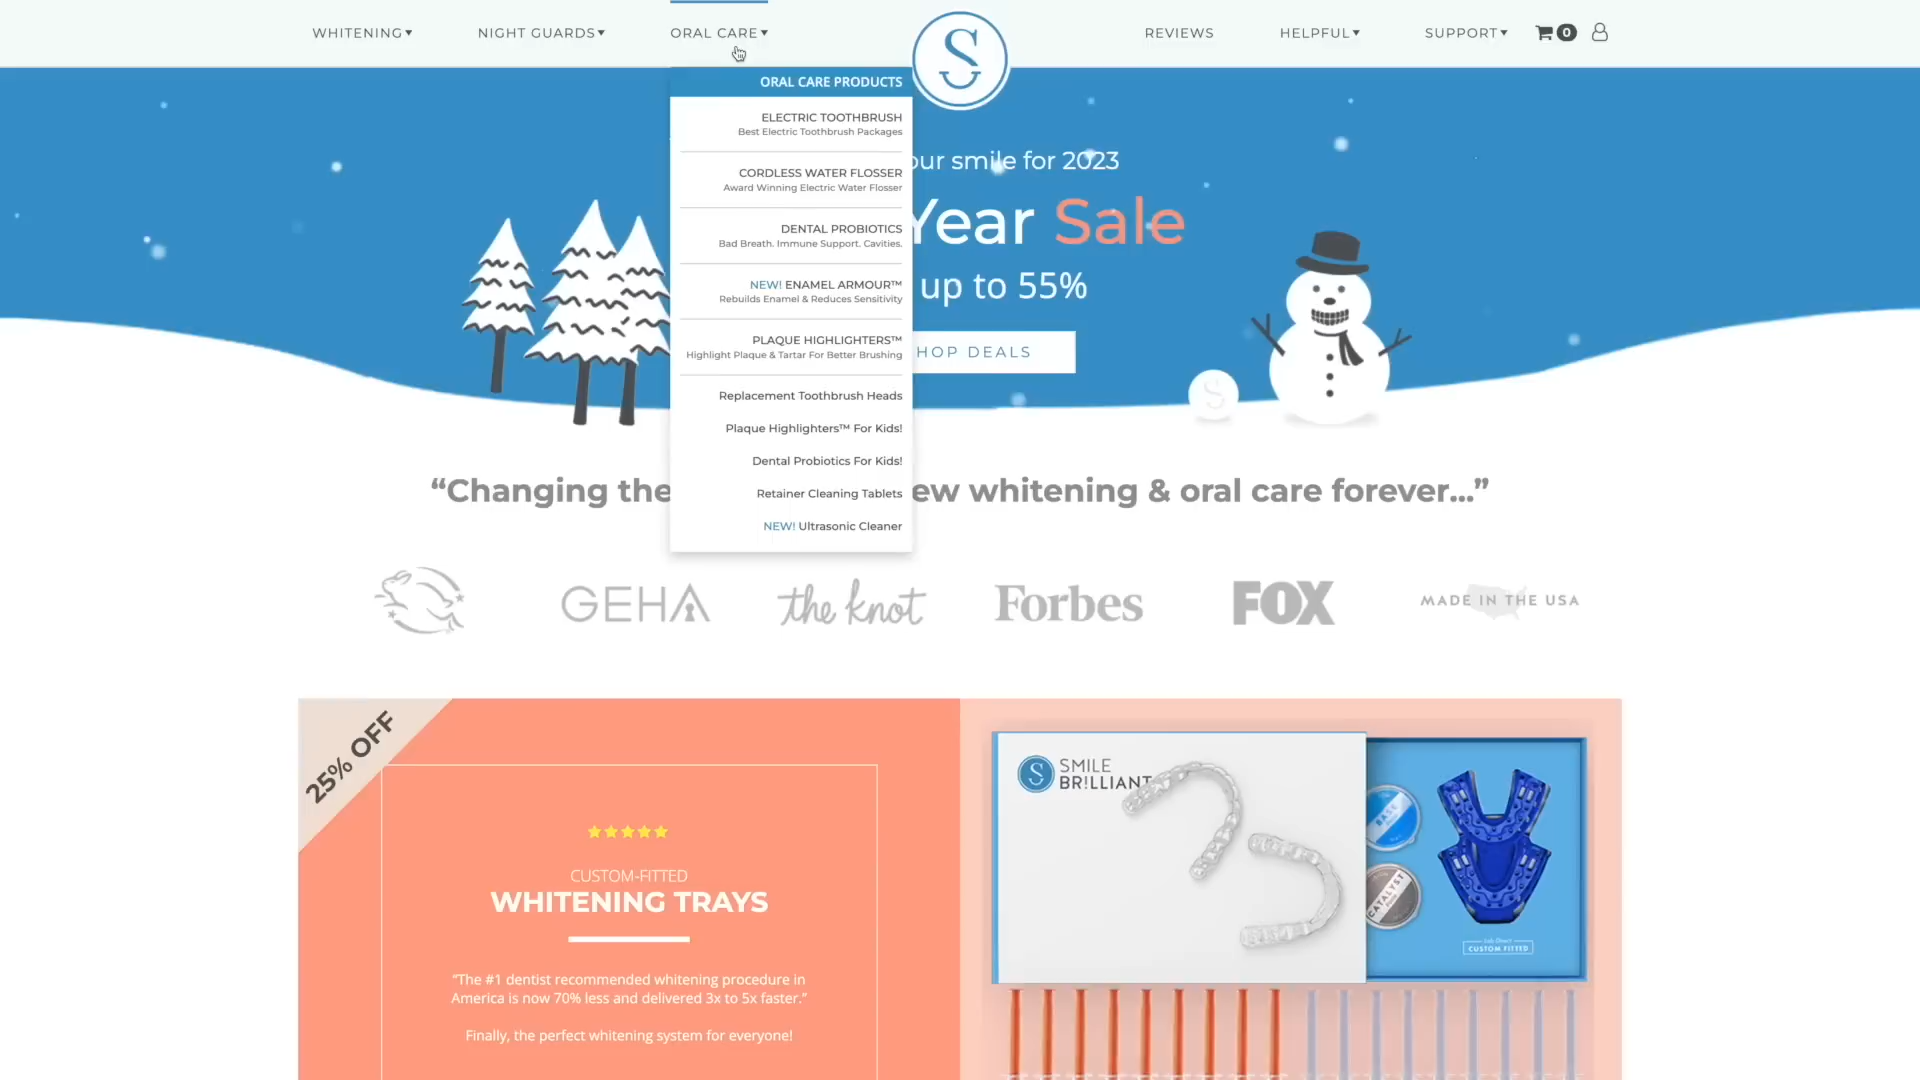 WHITENING▾
NIGHT GUARDS▾
ORAL CARE▾
S
REVIEWS
HELPFUL▾
SUPPORT▾
0
ORAL CARE PRODUCTS
ELECTRIC TOOTHBRUSH
Best Electric Toothbrush Packages
CORDLESS WATER FLOSSER
Award Winning Electric Water Flosser
DENTAL PROBIOTICS
Bad Breath. Immune Support. Cavities.
NEW! ENAMEL ARMOUR™
Rebuilds Enamel & Reduces Sensitivity
PLAQUE HIGHLIGHTERS™
Highlight Plaque & Tartar For Better Brushing
Replacement Toothbrush Heads
Plaque Highlighters™ For Kids!
Dental Probiotics For Kids!
Retainer Cleaning Tablets
NEW! Ultrasonic Cleaner
our smile for 2023
Year Sale
up to 55%
HOP DEALS
S
“Changing the ew whitening & oral care forever...”
GEHA
the knot
Forbes
FOX
MADE IN THE USA
25% OFF
CUSTOM-FITTED
WHITENING TRAYS
“The #1 dentist recommended whitening procedure in
America is now 70% less and delivered 3x to 5x faster.”
Finally, the perfect whitening system for everyone!
S SMILE
BR!LLIANT
BASE
CATALYST
CUSTOM FITTED